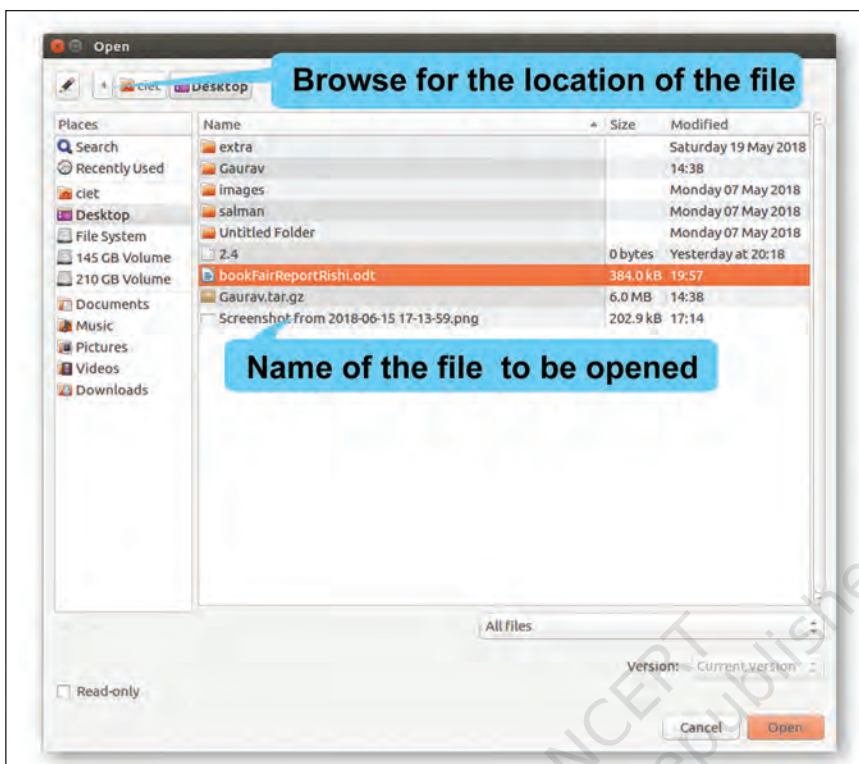 Open
Browse for the location of the file
ciet Desktop
Places Name Size Modified
Search extra Saturday 19 May 2018
Recently Used Gaurav 14:38
ciet images Monday 07 May 2018
Desktop salman Monday 07 May 2018
File System Untitled Folder Monday 07 May 2018
145 GB Volume 2.4 0 bytes Yesterday at 20:18
210 GB Volume bookFairReportRishi.odt 384.0 kB 19:57
Documents Gaurav.tar.gz 6.0 MB 14:38
Music Screenshot from 2018-06-15 17-13-59.png 202.9 kB 17:14
Pictures
Videos
Downloads
Name of the file to be opened
All files
Version: Current version
Read-only
Cancel Open
NCERT
republishe